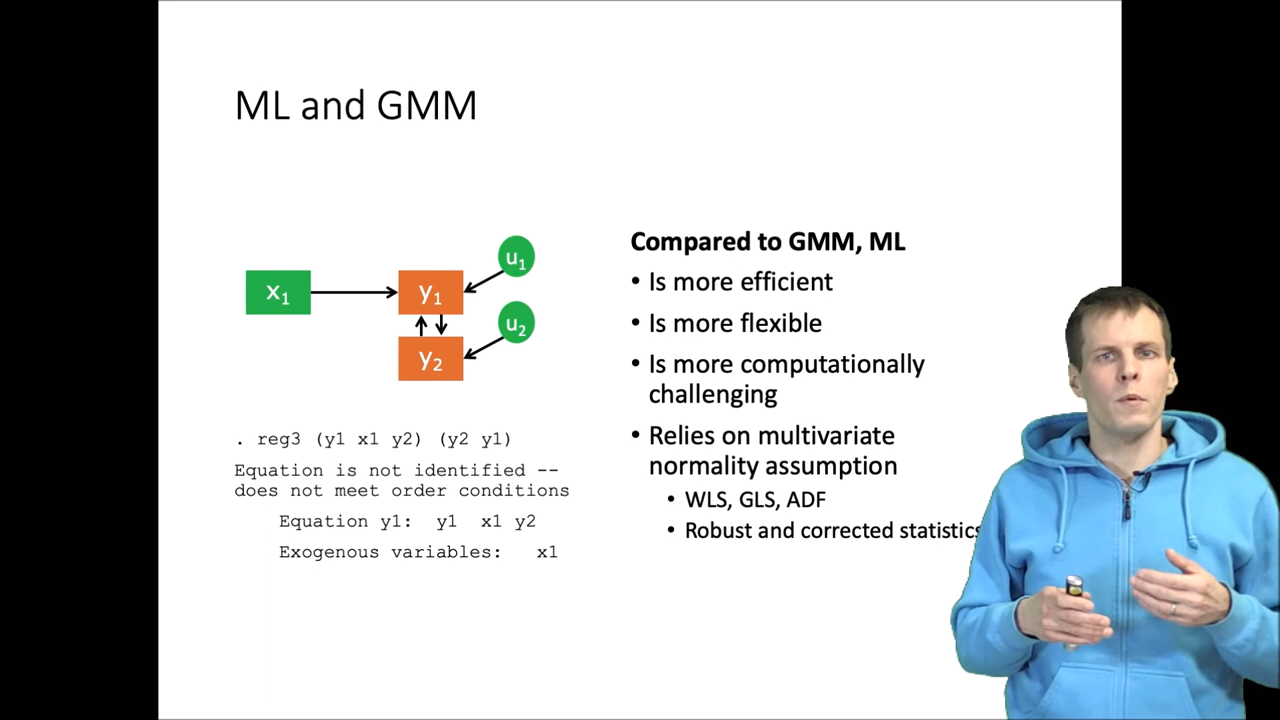 ML and GMM
x1
y1
u1
u2
y2
. reg3 (y1 x1 y2) (y2 y1)
Equation is not identified --
does not meet order conditions
Equation y1: y1 x1 y2
Exogenous variables: x1
Compared to GMM, ML
• Is more efficient
• Is more flexible
• Is more computationally
challenging
• Relies on multivariate
normality assumption
• WLS, GLS, ADF
• Robust and corrected statistics